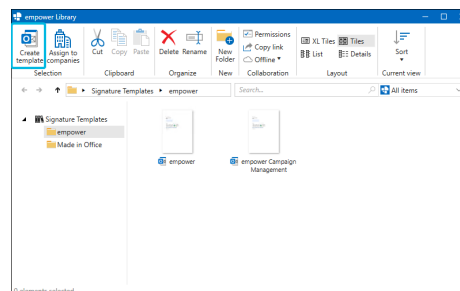 empower Library
Create template
Assign to companies
Cut
Copy
Paste
Delete
Rename
New Folder
Permissions
Copy link
Offline
XL Tiles
Tiles
List
Details
Sort
Selection
Clipboard
Organize
New
Collaboration
Layout
Current view
Signature Templates
empower
Search...
All items
Signature Templates
empower
Made in Office
empower
empower Campaign
Management
0 elements selected